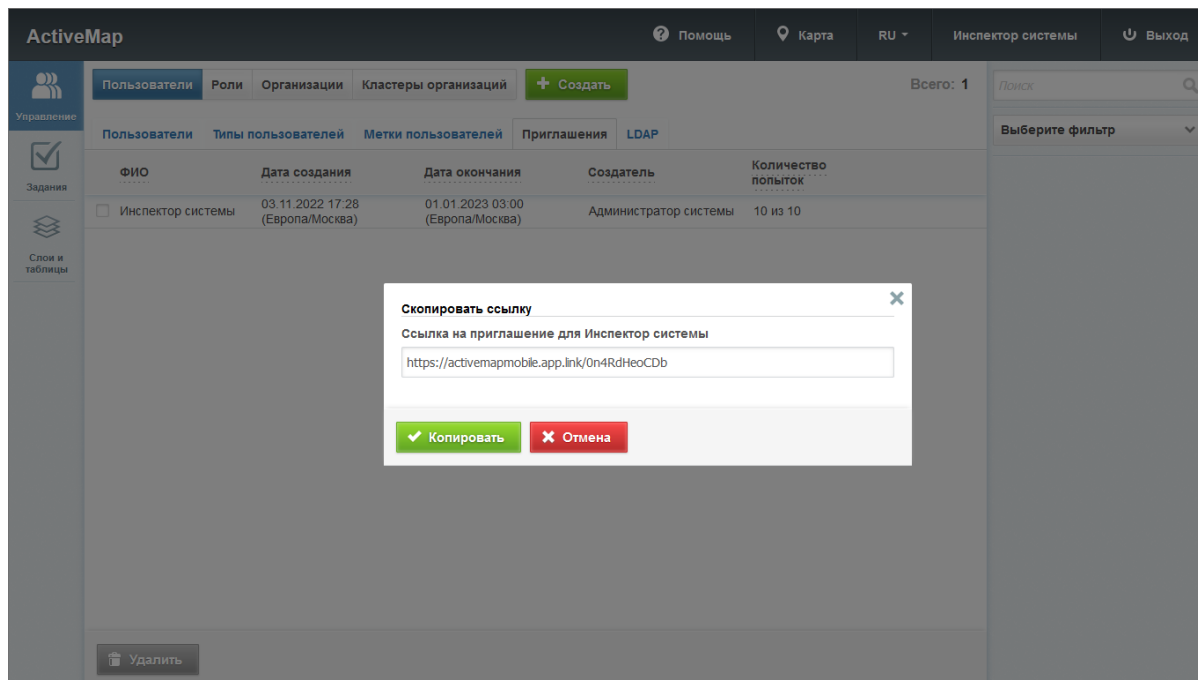 ActiveMap
Помощь
Карта
RU
Инспектор системы
Выход
Управление
Задания
Слои и
таблицы
Пользователи
Роли
Организации
Кластеры организаций
Создать
Всего: 1
Поиск
Пользователи
Типы пользователей
Метки пользователей
Приглашения
LDAP
Выберите фильтр
ФИО
Дата создания
Дата окончания
Создатель
Количество
попыток
Инспектор системы
03.11.2022 17:28
(Европа/Москва)
01.01.2023 03:00
(Европа/Москва)
Администратор системы
10 из 10
Скопировать ссылку
Ссылка на приглашение для Инспектор системы
https://activemapmobile.app.link/0n4RdHeoCDb
Копировать
Отмена
Удалить